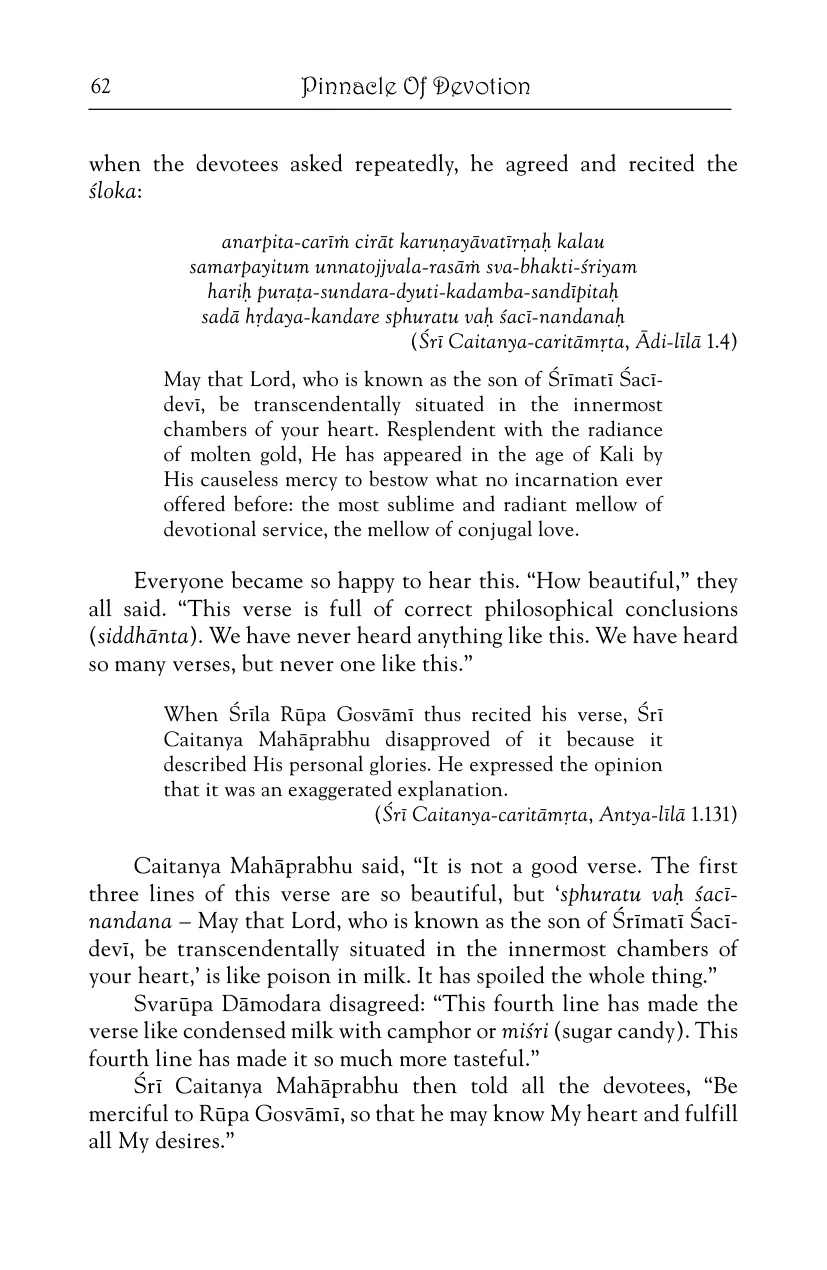 62
Pinnacle Of Devotion
when the devotees asked repeatedly, he agreed and recited the
śloka:
anarpita-carīṁ cirāt karuṇayāvatīrṇaḥ kalau
samarpayitum unnatojjvala-rasāṁ sva-bhakti-śriyam
hariḥ puraṭa-sundara-dyuti-kadamba-sandīpitaḥ
sadā hṛdaya-kandare sphuratu vaḥ śacī-nandanaḥ
(Śrī Caitanya-caritāmṛta, Ādi-līlā 1.4)
May that Lord, who is known as the son of Śrīmatī Śacī-
devī, be transcendentally situated in the innermost
chambers of your heart. Resplendent with the radiance
of molten gold, He has appeared in the age of Kali by
His causeless mercy to bestow what no incarnation ever
offered before: the most sublime and radiant mellow of
devotional service, the mellow of conjugal love.
Everyone became so happy to hear this. “How beautiful,” they
all said. “This verse is full of correct philosophical conclusions
(siddhānta). We have never heard anything like this. We have heard
so many verses, but never one like this.”
When Śrīla Rūpa Gosvāmī thus recited his verse, Śrī
Caitanya Mahāprabhu disapproved of it because it
described His personal glories. He expressed the opinion
that it was an exaggerated explanation.
(Śrī Caitanya-caritāmṛta, Antya-līlā 1.131)
Caitanya Mahāprabhu said, “It is not a good verse. The first
three lines of this verse are so beautiful, but ‘sphuratu vaḥ śacī-
nandana – May that Lord, who is known as the son of Śrīmatī Śacī-
devī, be transcendentally situated in the innermost chambers of
your heart,’ is like poison in milk. It has spoiled the whole thing.”
Svarūpa Dāmodara disagreed: “This fourth line has made the
verse like condensed milk with camphor or miśri (sugar candy). This
fourth line has made it so much more tasteful.”
Śrī Caitanya Mahāprabhu then told all the devotees, “Be
merciful to Rūpa Gosvāmī, so that he may know My heart and fulfill
all My desires.”